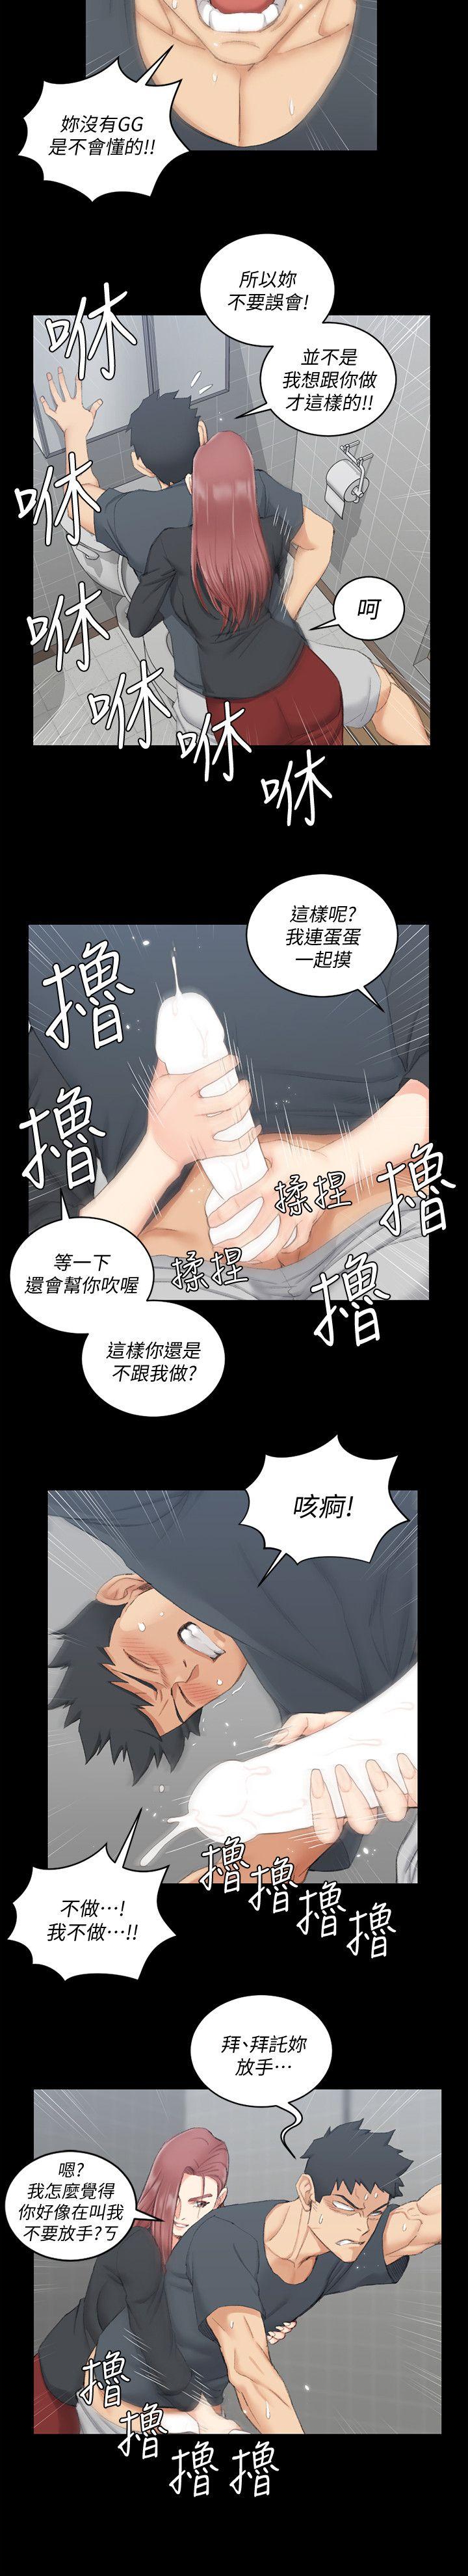 妳沒有GG
是不會懂的!!
所以妳
不要誤會!
並不是
我想跟你做
才這樣的!!
咻
咻
呵
咻
咻
咻
咻
這樣呢?
我連蛋蛋
一起摸
擼
擼
擼
揉捏
揉捏
擼
等一下
還會幫你吹喔
這樣你還是
不跟我做?
咳痾!
擼
擼
擼
擼
不做…!
我不做…!!
拜、拜託妳
放手…
嗯?
我怎麼覺得
你好像在叫我
不要放手?ㄎ
擼
擼
擼
擼